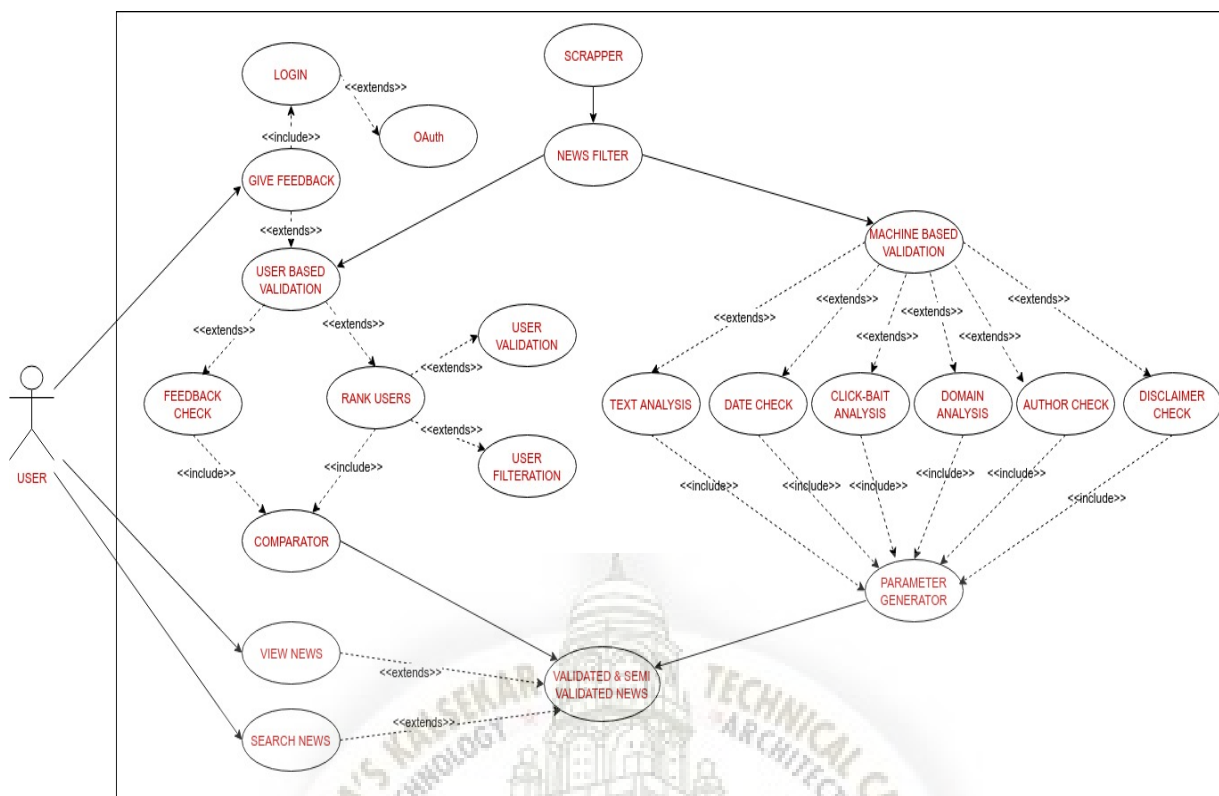 SCRAPPER
LOGIN
<<extends>>
OAuth
<<include>>
NEWS FILTER
GIVE FEEDBACK
<<extends>>
USER BASED
VALIDATION
MACHINE BASED
VALIDATION
<<extends>>
<<extends>>
USER
VALIDATION
<<extends>>
<<extends>>
<<extends>>
<<extends>>
<<extends>>
<<extends>>
<<extends>>
FEEDBACK
CHECK
RANK USERS
<<extends>>
USER
FILTERATION
TEXT ANALYSIS
DATE CHECK
CLICK-BAIT
ANALYSIS
DOMAIN
ANALYSIS
AUTHOR CHECK
DISCLAIMER
CHECK
USER
<<include>>
<<include>>
<<include>>
<<include>>
<<include>>
<<include>>
<<include>>
<<include>>
COMPARATOR
PARAMETER
GENERATOR
VIEW NEWS
<<extends>>
VALIDATED & SEMI
VALIDATED NEWS
SEARCH NEWS
<<extends>>
KALSEKAR
TECHNICAL